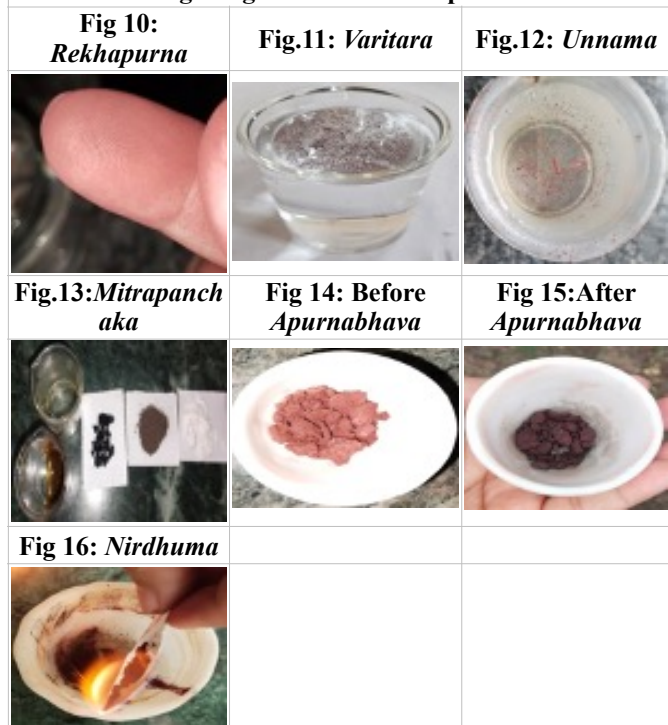 Fig 10:
Rekhapurna
Fig.11: Varitara
Fig.12: Unnama
Fig.13:Mitrapanch
aka
Fig 14: Before
Apurnabhava
Fig 15:After
Apurnabhava
Fig 16: Nirdhuma